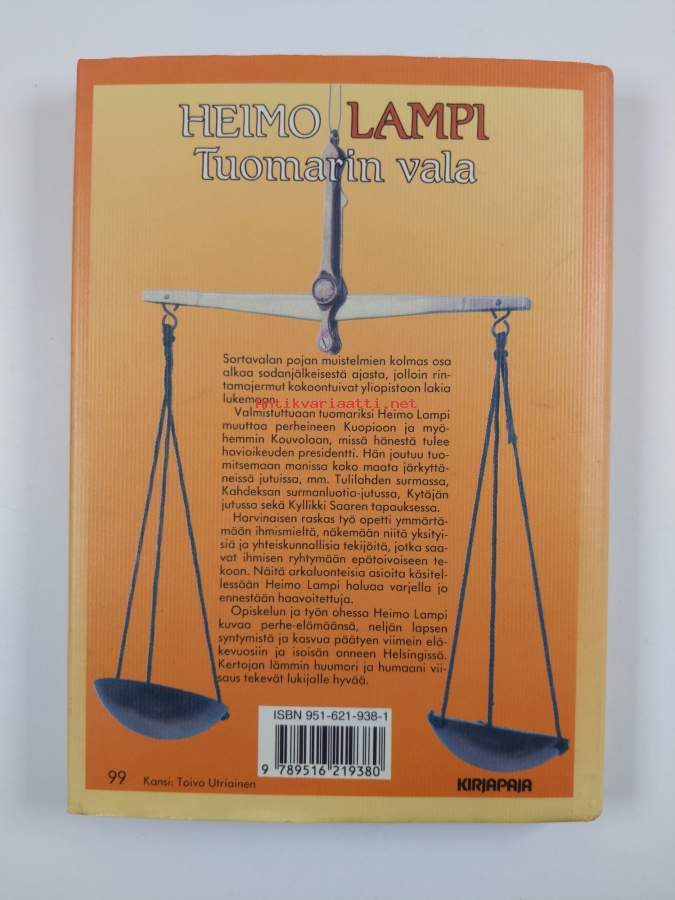 HEIMO LAMPI
Tuomarin vala
Sortavalan pojan muistelmien kolmas osa
alkaa sodanjälkeisestä ajasta, jolloin rin-
tamajermut kokoontuivat yliopistoon lakia
lukemaan.
antikvariaatti.net
Valmistuttuaan tuomariksi Heimo Lampi
muuttaa perheineen Kuopioon ja myö-
hemmin Kouvolaan, missä hänestä tulee
hovioikeuden presidentti. Hän joutuu tuo-
mitsemaan monissa koko maata järkyttä-
neissä jutuissa, mm. Tulilahden surmassa,
Kahdeksan surmanluotia-jutussa, Kytäjän
jutussa sekä Kyllikki Saaren tapauksessa.
Harvinaisen raskas työ opetti ymmärtä-
mään ihmismieltä, näkemään niitä yksityi-
siä ja yhteiskunnallisia tekijöitä, jotka saa-
vat ihmisen ryhtymään epätoivoiseen te-
koon. Näitä arkaluonteisia asioita käsitel-
lessään Heimo Lampi haluaa varjella jo
ennestään haavoitettuja.
Opiskelun ja työn ohessa Heimo Lampi
kuvaa perhe-elämäänsä, neljän lapsen
syntymistä ja kasvua päätyen viimein elä-
kevuosiin ja isoisän onneen Helsingissä.
Kertojan lämmin huumori ja humaani vii-
saus tekevät lukijalle hyvää.
ISBN 951-621-938-1
9 789516 219380
99 Kansi: Toivo Utriainen
KIRJAPAJA